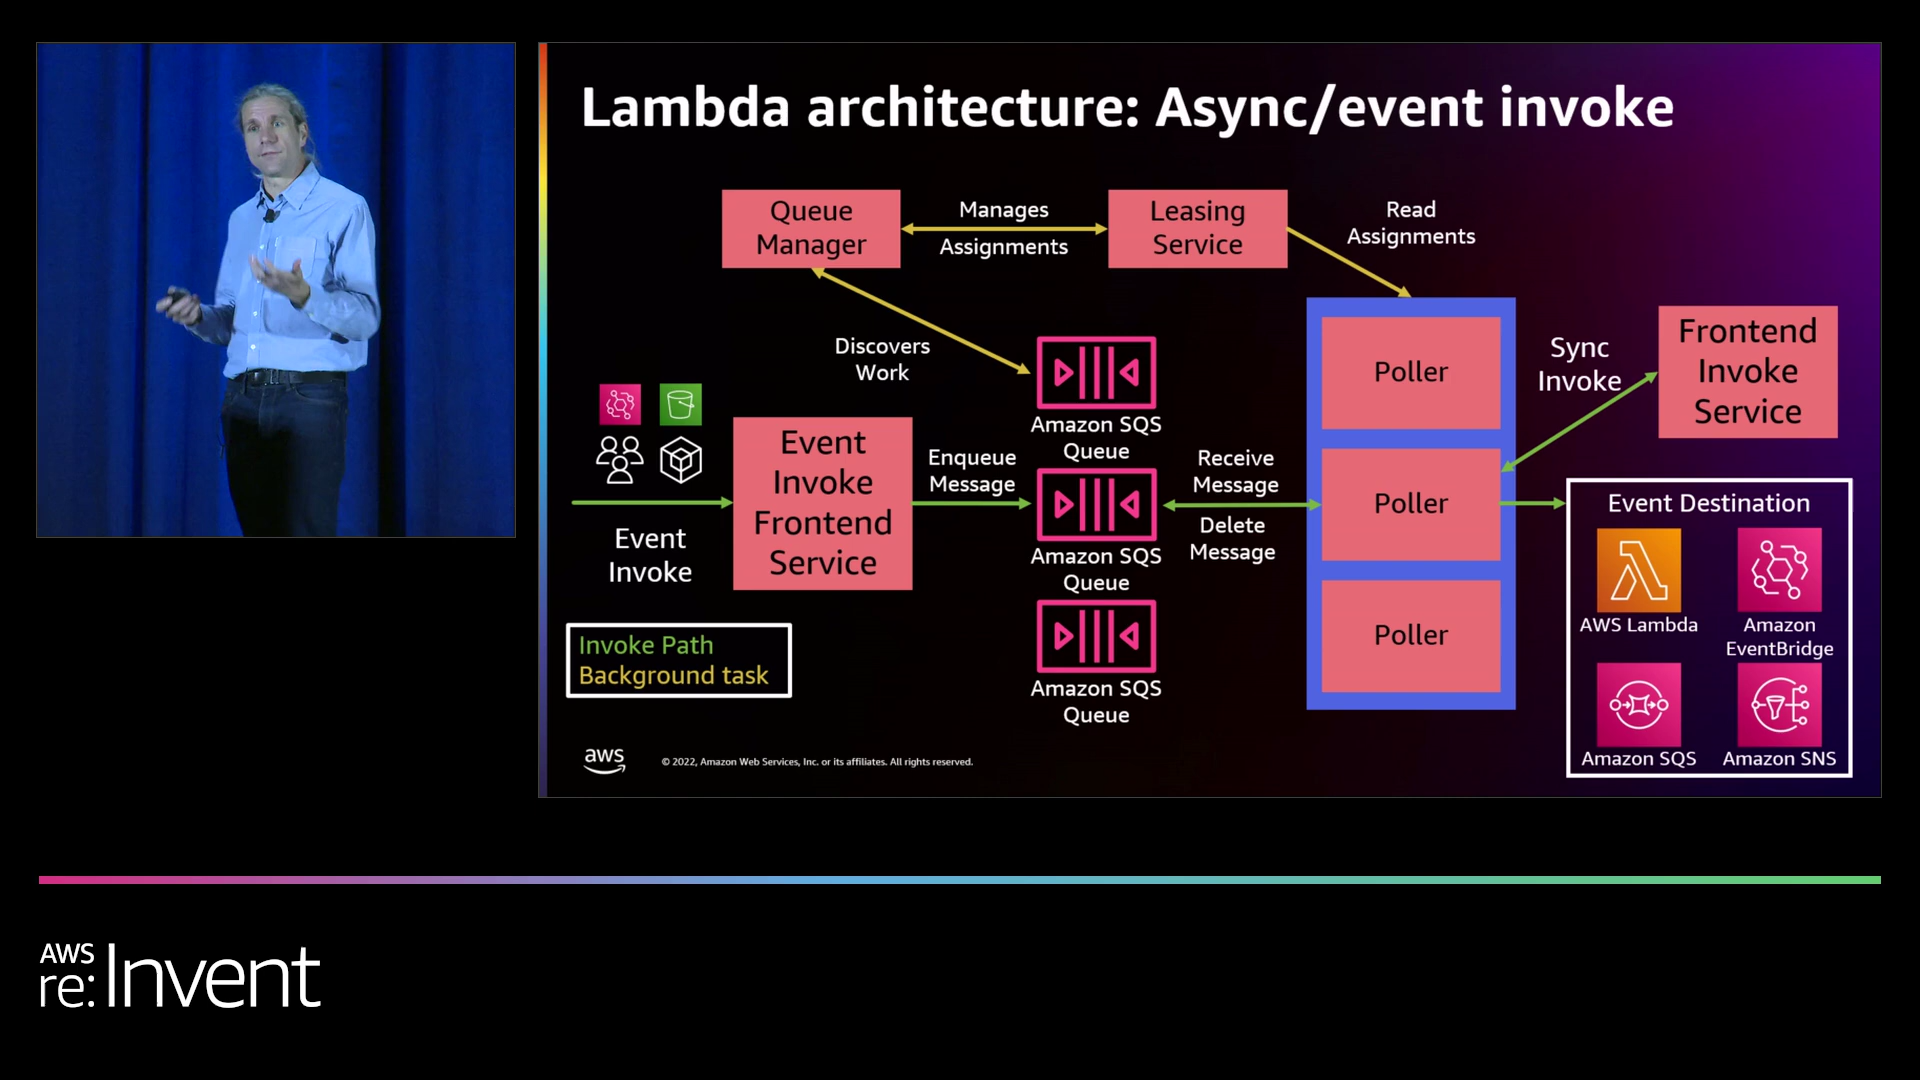 Lambda architecture: Async/event invoke
Queue
Manager
Manages
Assignments
Leasing
Service
Read
Assignments
Discovers
Work
Event
Invoke
Event
Invoke
Frontend
Service
Enqueue
Message
Amazon SQS
Queue
Amazon SQS
Queue
Amazon SQS
Queue
Receive
Message
Delete
Message
Poller
Poller
Poller
Sync
Invoke
Frontend
Invoke
Service
Event Destination
AWS Lambda
Amazon
EventBridge
Amazon SQS
Amazon SNS
Invoke Path
Background task
aws
© 2022, Amazon Web Services, Inc. or its affiliates. All rights reserved.
AWS
re:Invent